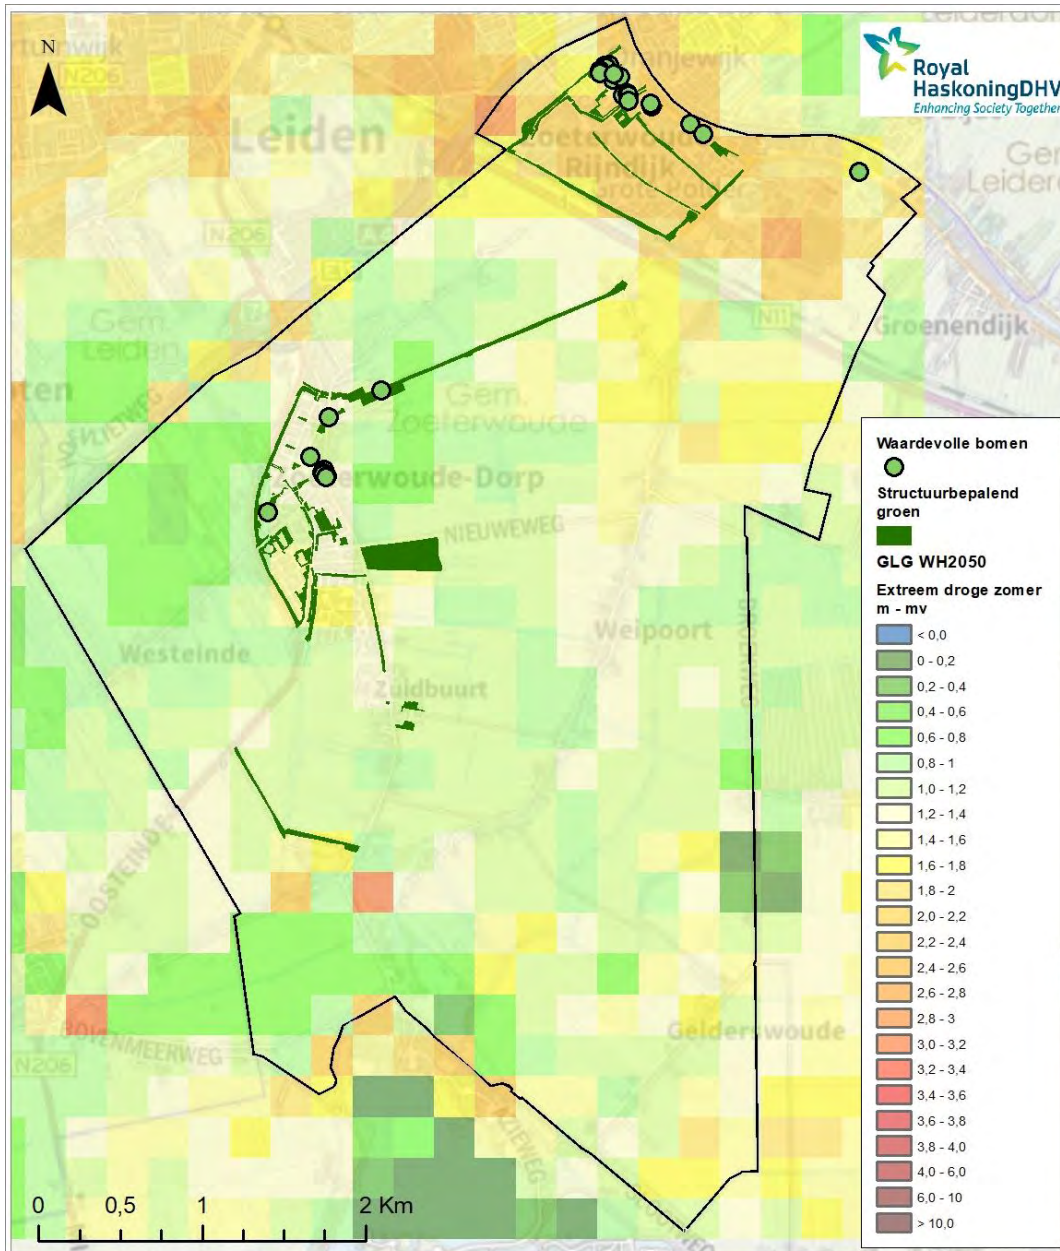 N
N206
Leiden
Royal
HaskoningDHV
Enhancing Society Together
Zoeterwoude
Rijndijk
Grote Polder
N206
N11
Groenendijk
Gem.
Leiden
Gem.
Zoeterwoude
Zoeterwoude-Dorp
NIEUWEWEG
Weipoort
Westeinde
Zuidbuurt
OOSTEINDE
Gelderswoude
N206
Waardevolle bomen
Structuurbepalend
groen
GLG WH2050
Extreem droge zomer
m - mv
< 0,0
0 - 0,2
0,2 - 0,4
0,4 - 0,6
0,6 - 0,8
0,8 - 1
1,0 - 1,2
1,2 - 1,4
1,4 - 1,6
1,6 - 1,8
1,8 - 2
2,0 - 2,2
2,2 - 2,4
2,4 - 2,6
2,6 - 2,8
2,8 - 3
3,0 - 3,2
3,2 - 3,4
3,4 - 3,6
3,6 - 3,8
3,8 - 4,0
4,0 - 6,0
6,0 - 10
> 10,0
0 0,5 1 2 Km